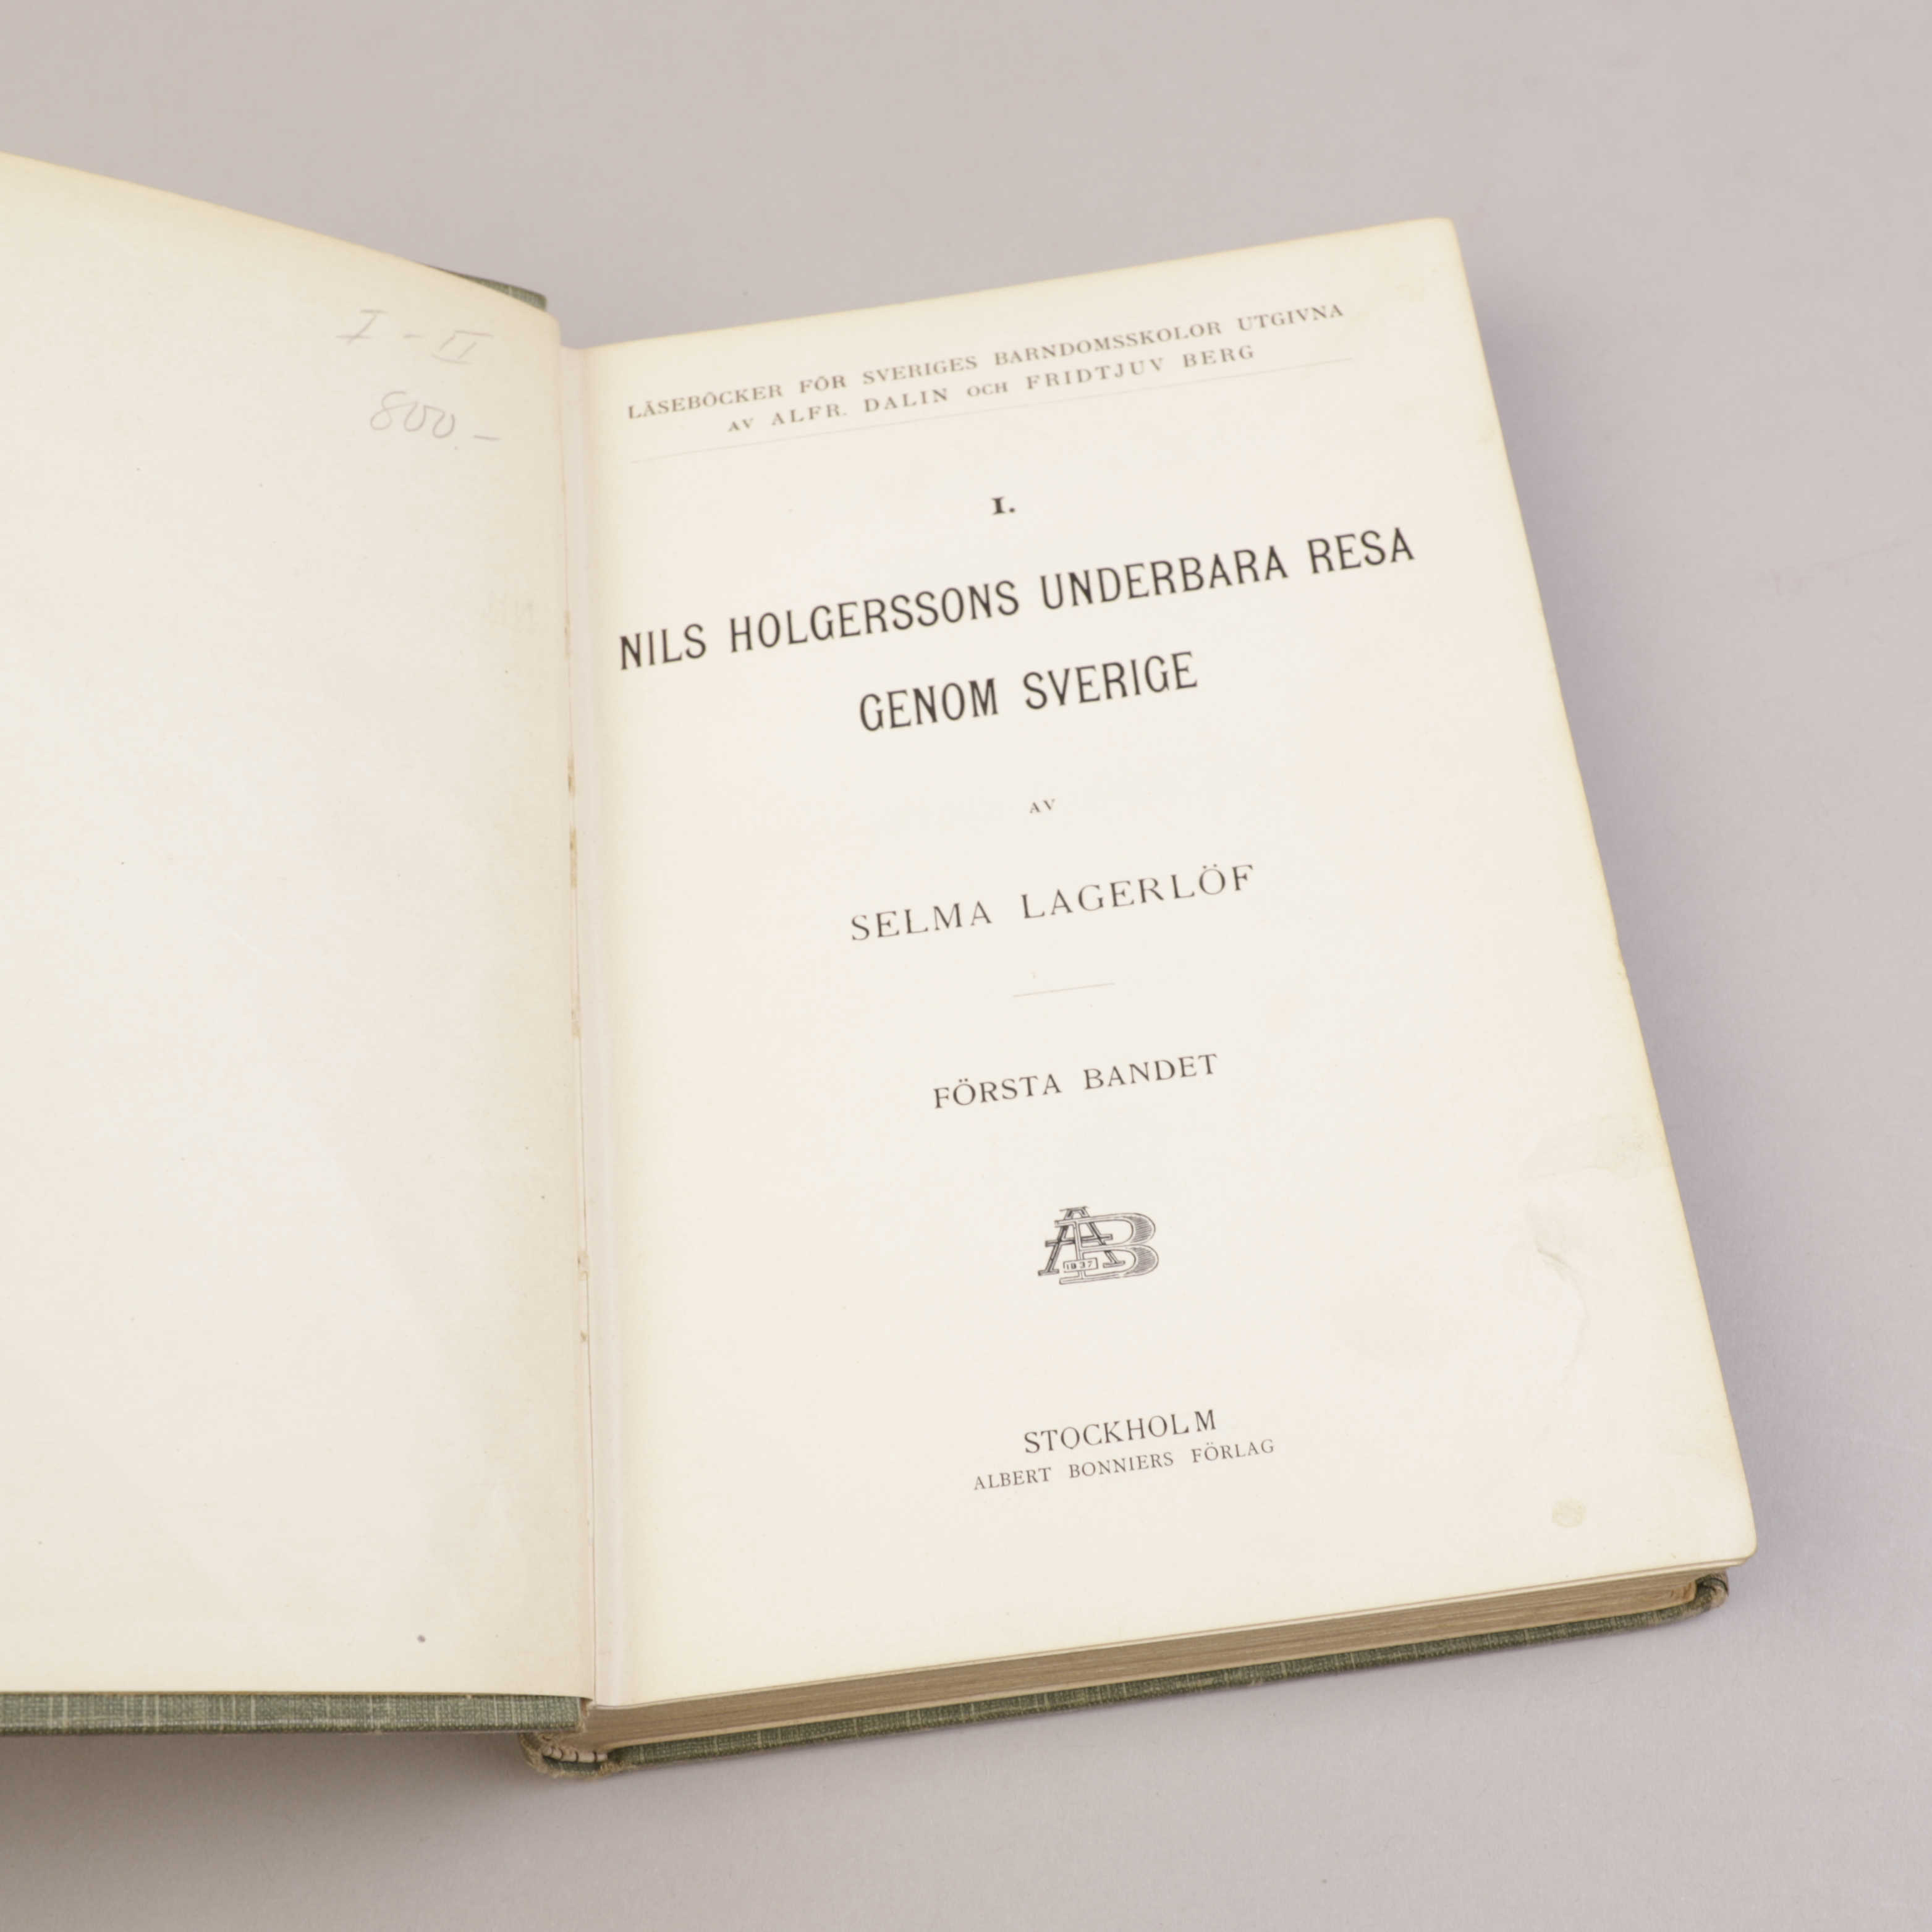 I - II
800.-
LÄSEBÖCKER FÖR SVERIGES BARNDOMSSKOLOR UTGIVNA
AV ALFR. DALIN OCH FRIDTJUV BERG
I.
NILS HOLGERSSONS UNDERBARA RESA
GENOM SVERIGE
AV
SELMA LAGERLÖF
FÖRSTA BANDET
AB
1837
STOCKHOLM
ALBERT BONNIERS FÖRLAG